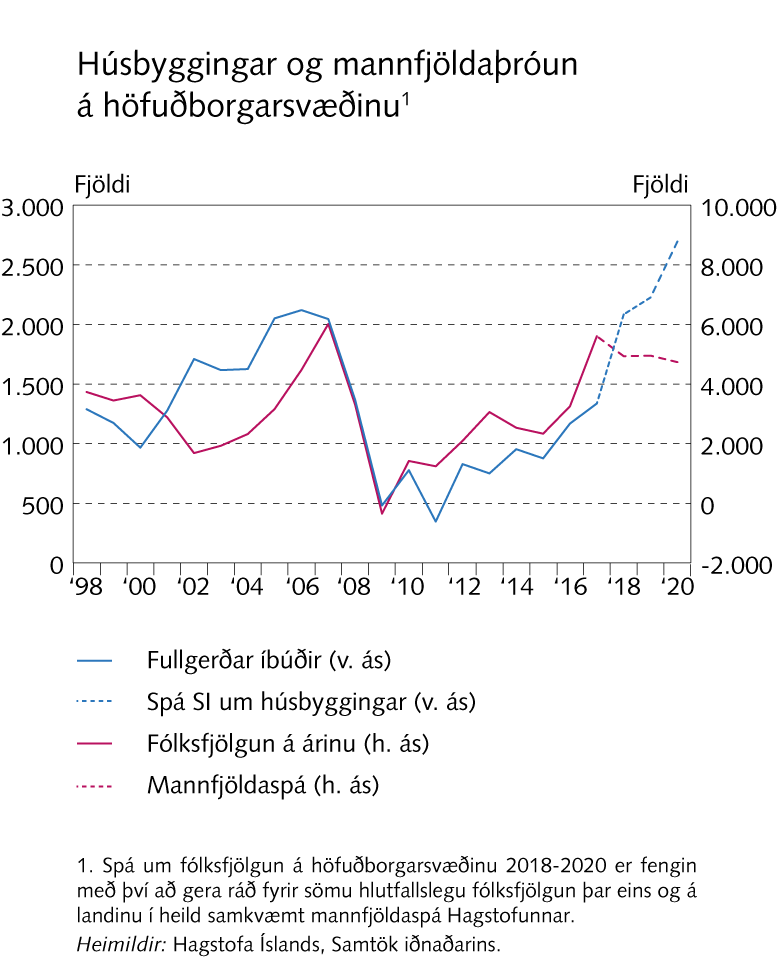 Húsbyggingar og mannfjöldaþróun
á höfuðborgarsvæðinu1
Fjöldi Fjöldi
3.000 10.000
2.500 8.000
2.000 6.000
1.500 4.000
1.000 2.000
500 0
0 -2.000
‘98 ‘00 ‘02 ‘04 ‘06 ‘08 ‘10 ‘12 ‘14 ‘16 ‘18 ‘20
Fullgerðar íbúðir (v. ás)
Spá SI um húsbyggingar (v. ás)
Fólksfjölgun á árinu (h. ás)
Mannfjöldaspá (h. ás)
1. Spá um fólksfjölgun á höfuðborgarsvæðinu 2018-2020 er fengin
með því að gera ráð fyrir sömu hlutfallslegu fólksfjölgun þar eins og á
landinu í heild samkvæmt mannfjöldaspá Hagstofunnar.
Heimildir: Hagstofa Íslands, Samtök iðnaðarins.